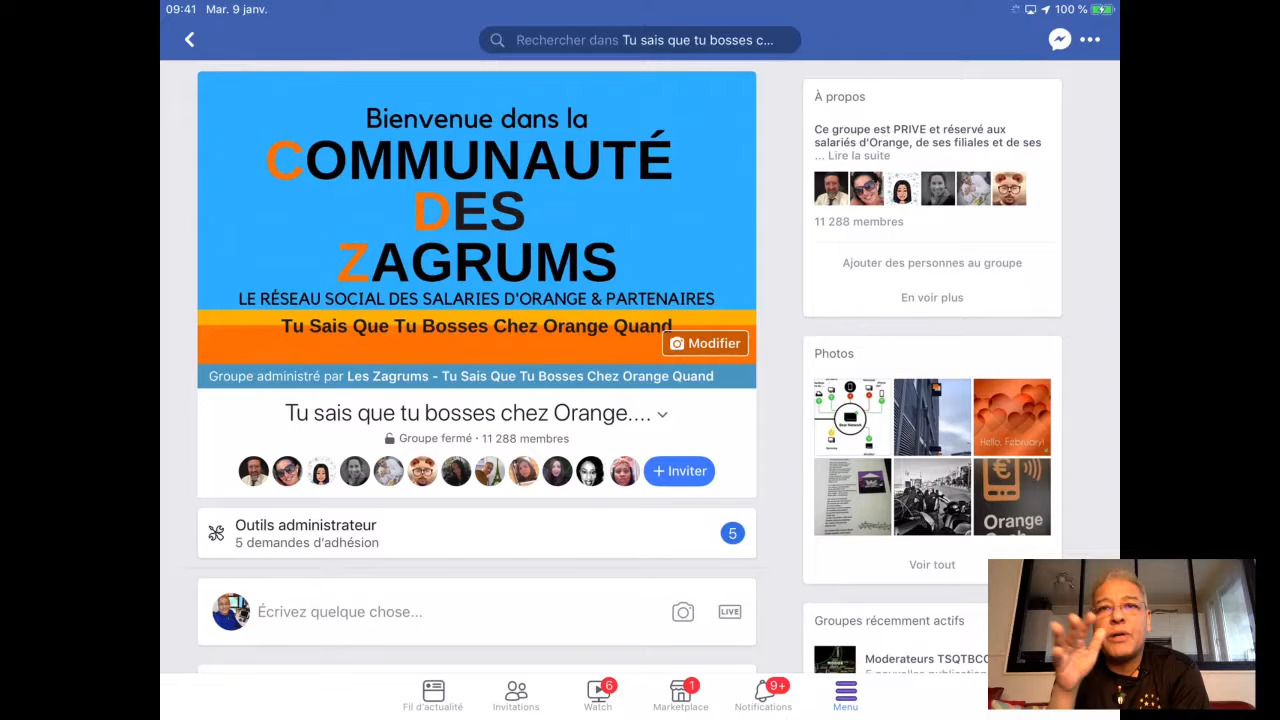 09:41 Mar. 9 janv.
100 %
Rechercher dans Tu sais que tu bosses c...
Bienvenue dans la
COMMUNAUTÉ
DES
ZAGRUMS
LE RÉSEAU SOCIAL DES SALARIES D'ORANGE & PARTENAIRES
Tu Sais Que Tu Bosses Chez Orange Quand
Modifier
Groupe administré par Les Zagrums - Tu Sais Que Tu Bosses Chez Orange Quand
Tu sais que tu bosses chez Orange....
Groupe fermé · 11 288 membres
+ Inviter
Outils administrateur
5 demandes d'adhésion
5
Écrivez quelque chose...
LIVE
À propos
Ce groupe est PRIVE et réservé aux
salariés d'Orange, de ses filiales et de ses
... Lire la suite
11 288 membres
Ajouter des personnes au groupe
En voir plus
Photos
Hello, February!
Orange
Voir tout
Groupes récemment actifs
Moderateurs TSQTBCO
6
1
9+
Fil d'actualité
Invitations
Watch
Marketplace
Notifications
Menu